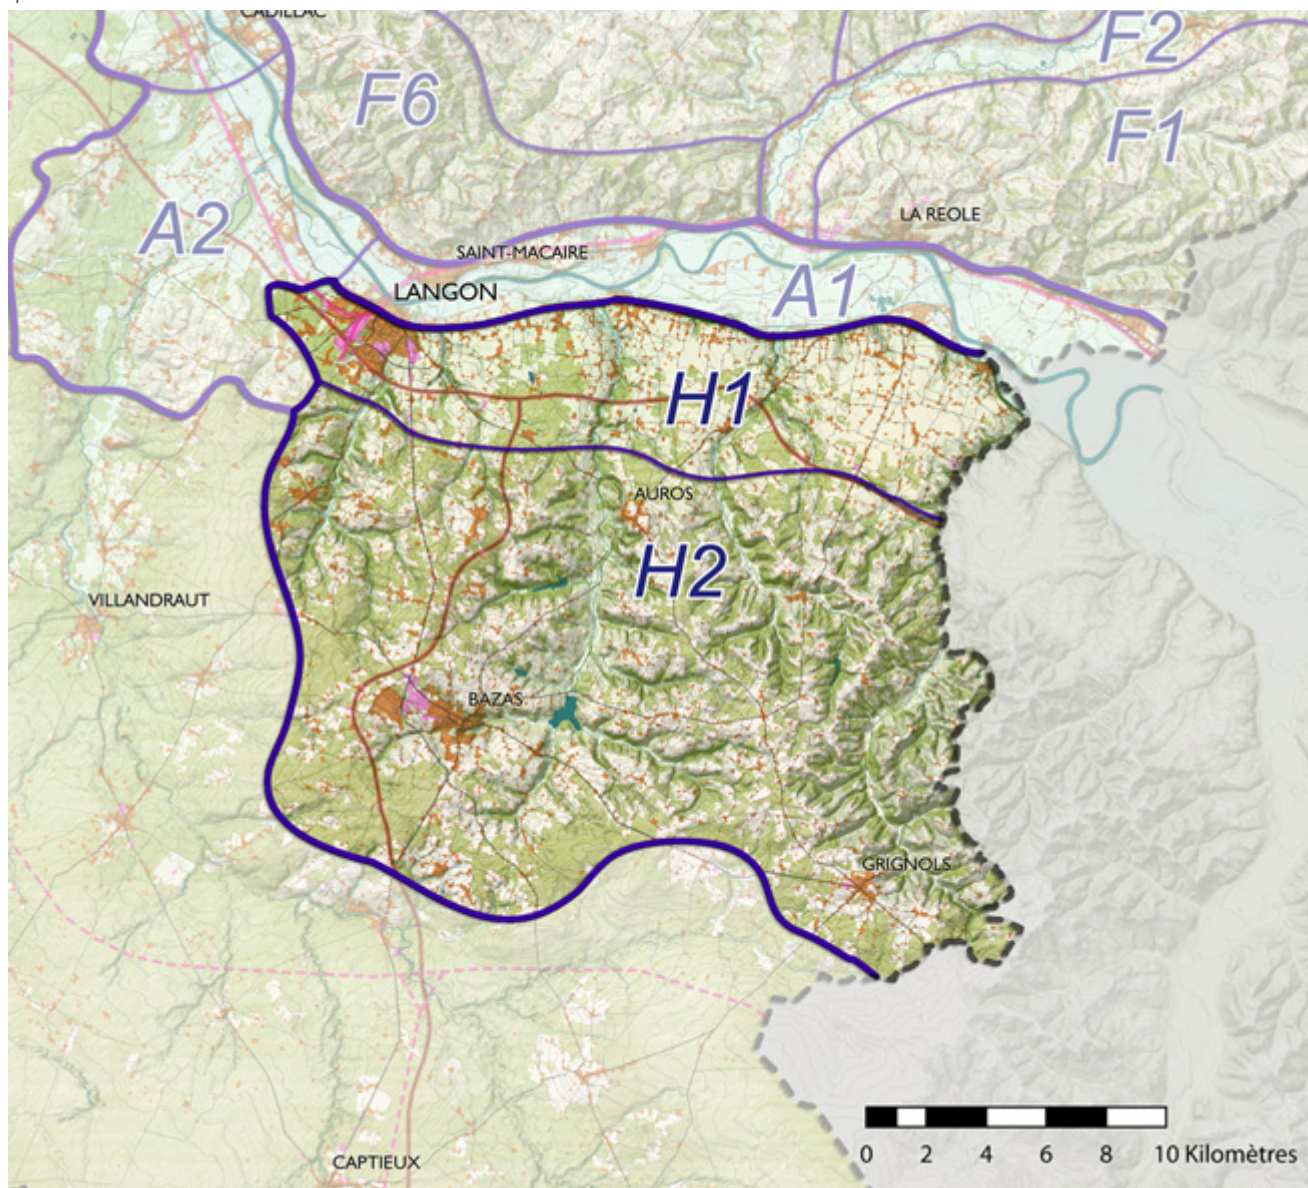 CADILLAC
F2
F6
F1
A2
LA REOLE
SAINT-MACAIRE
A1
LANGON
H1
AUROS
H2
VILLANDRAUT
BAZAS
GRIGNOLS
CAPTIEUX
0 2 4 6 8 10 Kilomètres